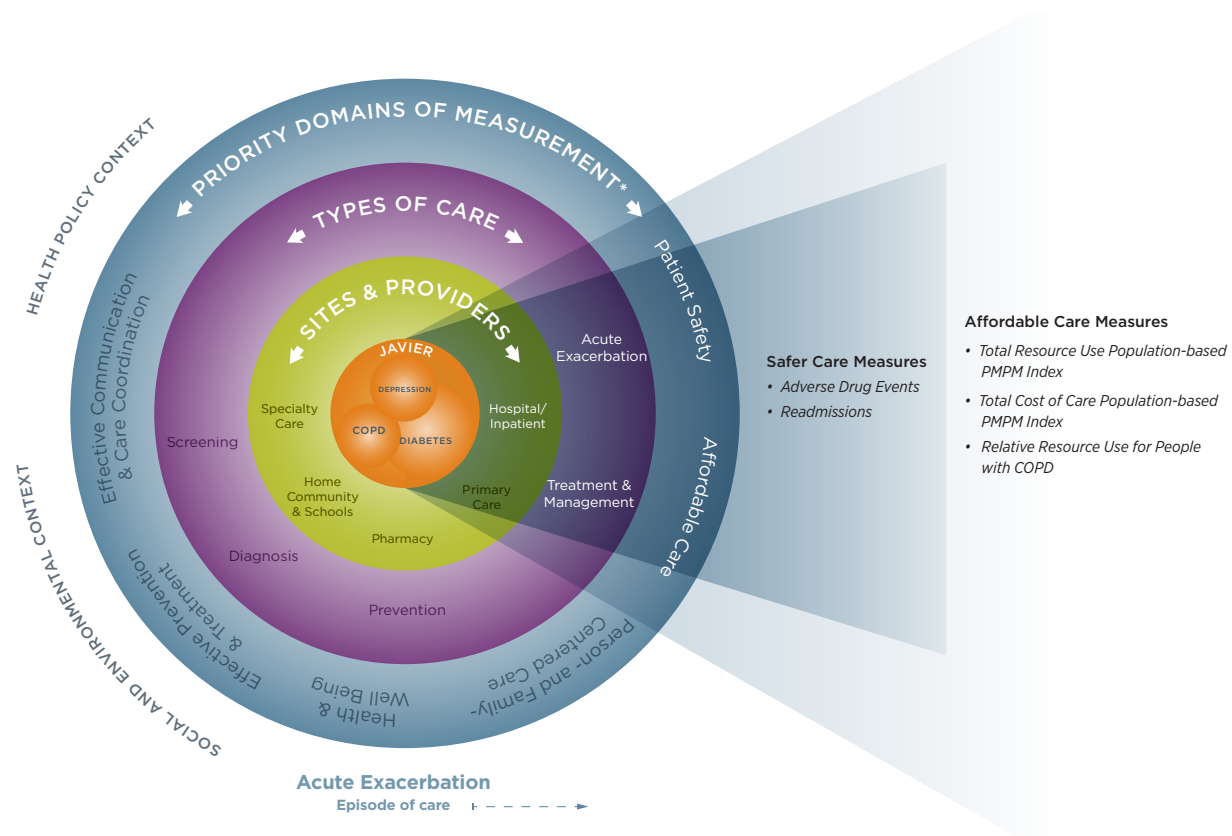 HEALTH POLICY CONTEXT
SOCIAL AND ENVIRONMENTAL CONTEXT
PRIORITY DOMAINS OF MEASUREMENT*
TYPES OF CARE
SITES & PROVIDERS
JAVIER
DEPRESSION
COPD
DIABETES
Specialty
Care
Home
Community
& Schools
Pharmacy
Primary
Care
Hospital/
Inpatient
Screening
Diagnosis
Prevention
Treatment &
Management
Acute
Exacerbation
Effective Communication
& Care Coordination
Effective Prevention
& Treatment
Health &
Well Being
Person- and Family-
Centered Care
Affordable Care
Patient Safety
Safer Care Measures
• Adverse Drug Events
• Readmissions
Affordable Care Measures
• Total Resource Use Population-based
PMPM Index
• Total Cost of Care Population-based
PMPM Index
• Relative Resource Use for People
with COPD
Acute Exacerbation
Episode of care